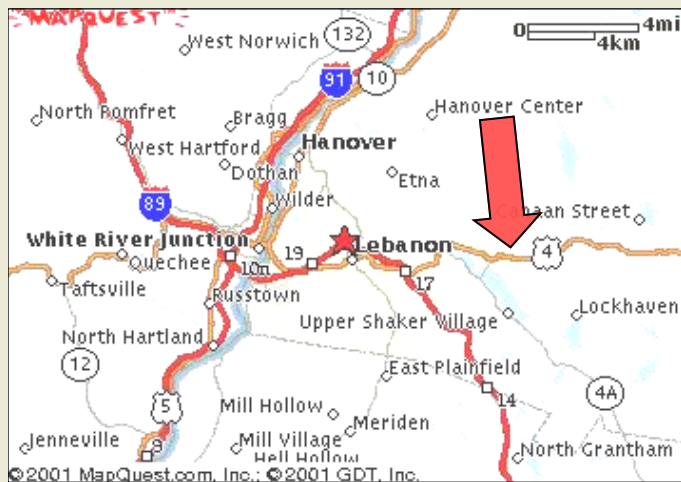 MAPQUEST
West Norwich
132
0 4mi
4km
91
10
North Pomfret
Bragg
Hanover Center
West Hartford
Hanover
Dothan
Etna
89
Wilder
Canaan Street
White River Junction
Lebanon
4
Quechee
10n
19
17
Taftsville
Russtown
Upper Shaker Village
Lockhaven
North Hartland
12
East Plainfield
5
14
4A
Mill Hollow
Meriden
Jenneville
9
Mill Village
North Grantham
Hell Hollow
©2001 MapQuest.com, Inc.; ©2001 GDT, Inc.